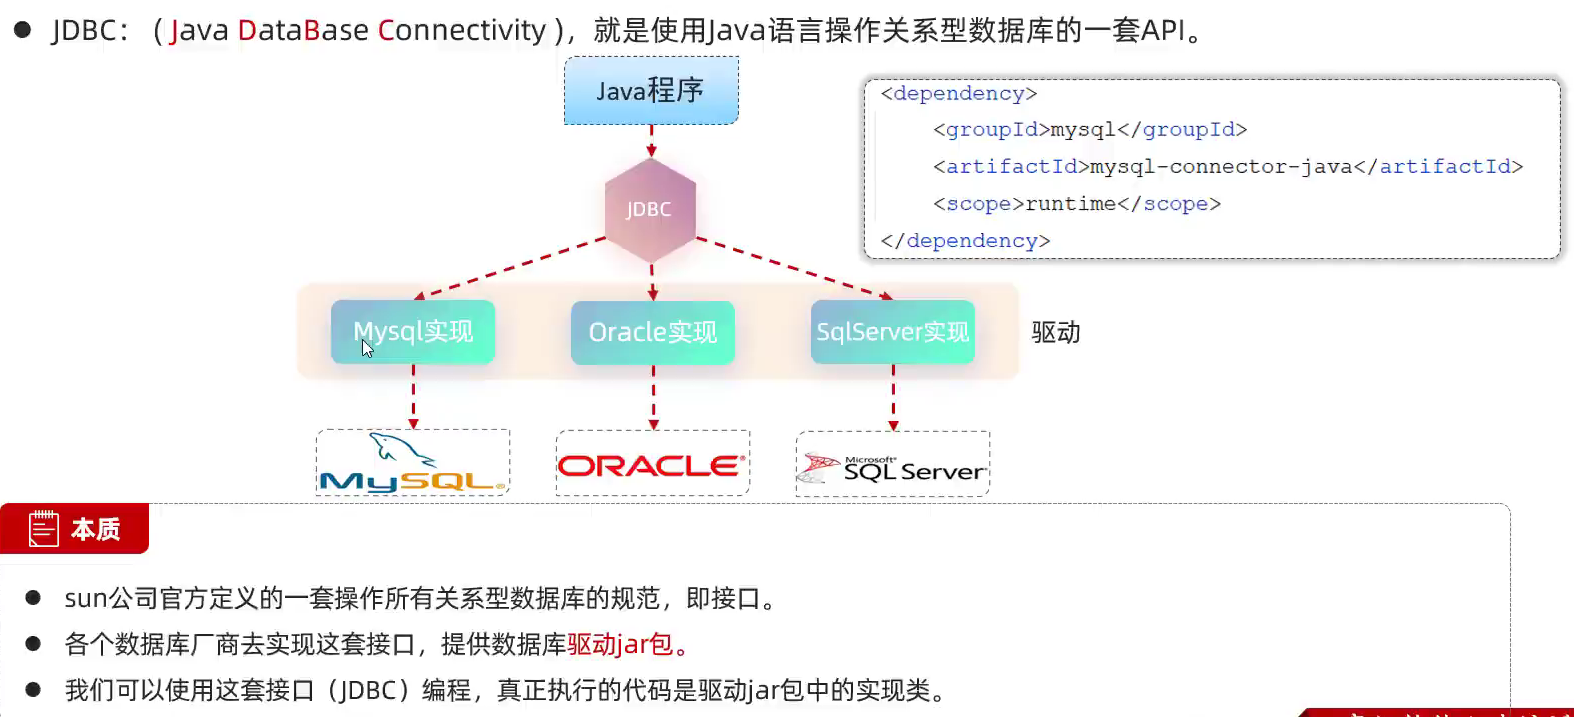 JDBC：（Java DataBase Connectivity），就是使用Java语言操作关系型数据库的一套API。
Java程序
<dependency>
<groupId>mysql</groupId>
<artifactId>mysql-connector-java</artifactId>
<scope>runtime</scope>
</dependency>
JDBC
Mysql实现
Oracle实现
SqlServer实现
驱动
MySQL®
ORACLE®
Microsoft®
SQL Server
本质
sun公司官方定义的一套操作所有关系型数据库的规范，即接口。
各个数据库厂商去实现这套接口，提供数据库驱动jar包。
我们可以使用这套接口（JDBC）编程，真正执行的代码是驱动jar包中的实现类。